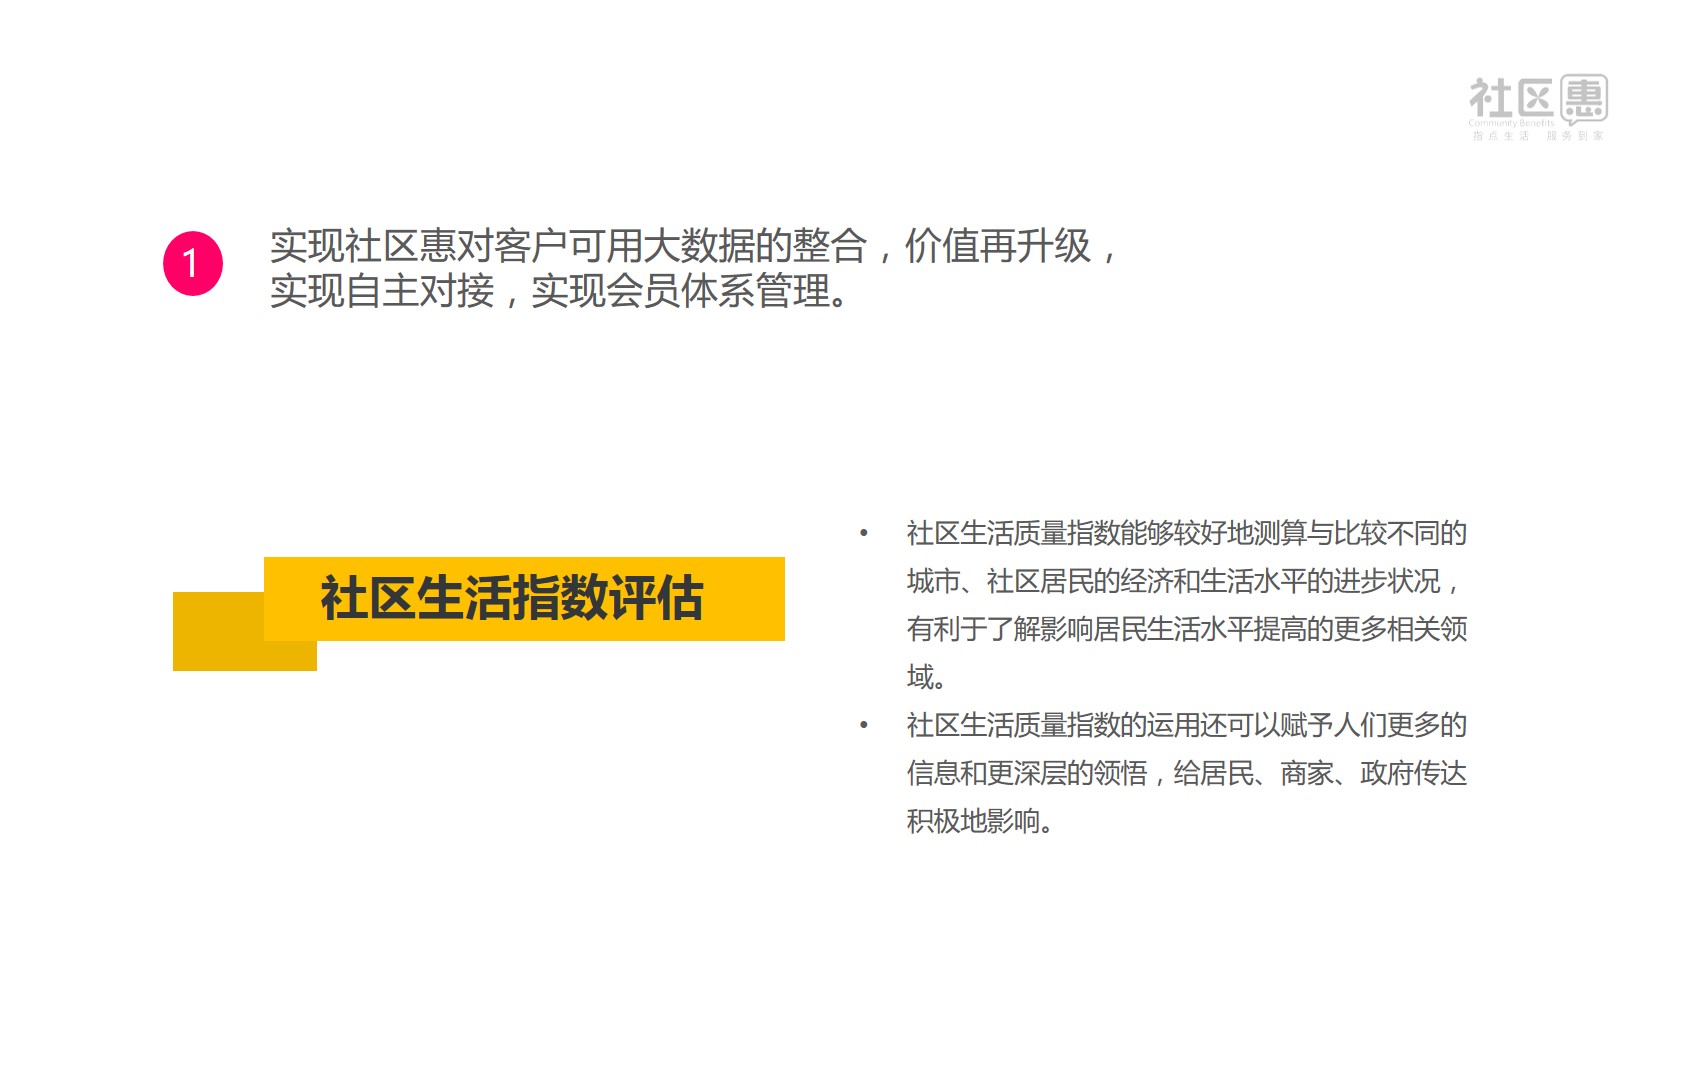 社区惠
Community Benefits
指点生活 服务到家
1
实现社区惠对客户可用大数据的整合，价值再升级，
实现自主对接，实现会员体系管理。
社区生活指数评估
• 社区生活质量指数能够较好地测算与比较不同的
城市、社区居民的经济和生活水平的进步状况，
有利于了解影响居民生活水平提高的更多相关领
域。
• 社区生活质量指数的运用还可以赋予人们更多的
信息和更深层的领悟，给居民、商家、政府传达
积极地影响。